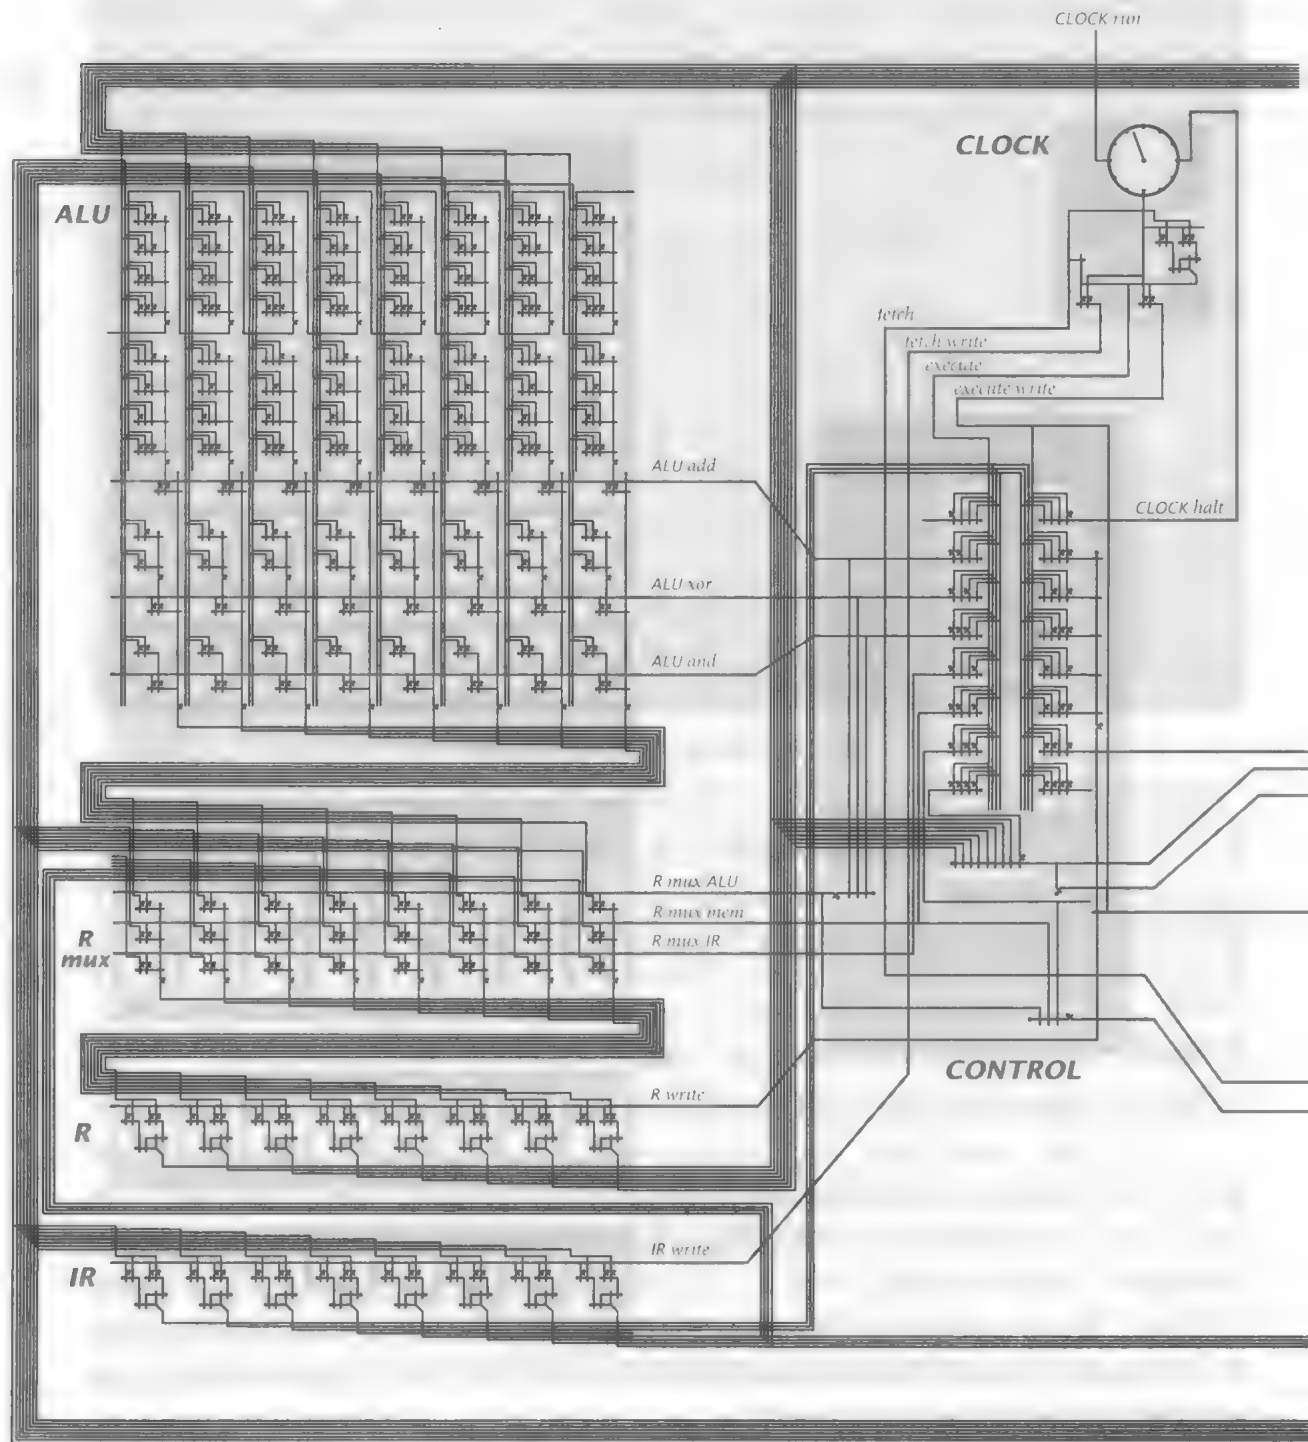 CLOCK run
CLOCK
ALU
fetch
fetch write
execute
execute write
ALU add
CLOCK halt
ALU xor
ALU and
R mux ALU
R mux mem
R mux IR
R
mux
CONTROL
R write
R
IR write
IR